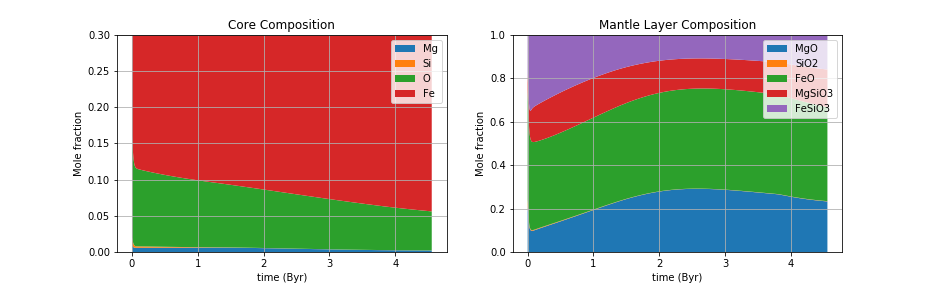 Core Composition
Mole fraction
0.30
0.25
0.20
0.15
0.10
0.05
0.00
Mg
Si
O
Fe
0
1
2
3
4
time (Byr)
Mantle Layer Composition
Mole fraction
1.0
0.8
0.6
0.4
0.2
0.0
MgO
SiO2
FeO
MgSiO3
FeSiO3
0
1
2
3
4
time (Byr)